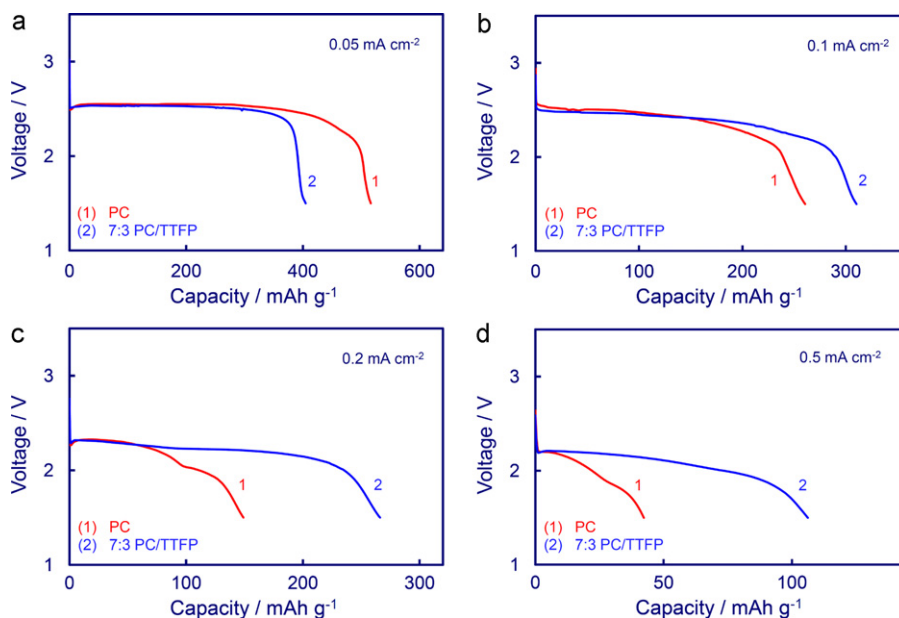 a
0.05 mA cm⁻²
3
2
1
Voltage / V
2
1
(1) PC
(2) 7:3 PC/TTFP
0
200
400
600
Capacity / mAh g⁻¹
b
0.1 mA cm⁻²
3
2
1
Voltage / V
1
2
(1) PC
(2) 7:3 PC/TTFP
0
100
200
300
Capacity / mAh g⁻¹
c
0.2 mA cm⁻²
3
2
1
Voltage / V
1
2
(1) PC
(2) 7:3 PC/TTFP
0
100
200
300
Capacity / mAh g⁻¹
d
0.5 mA cm⁻²
3
2
1
Voltage / V
1
2
(1) PC
(2) 7:3 PC/TTFP
0
50
100
Capacity / mAh g⁻¹